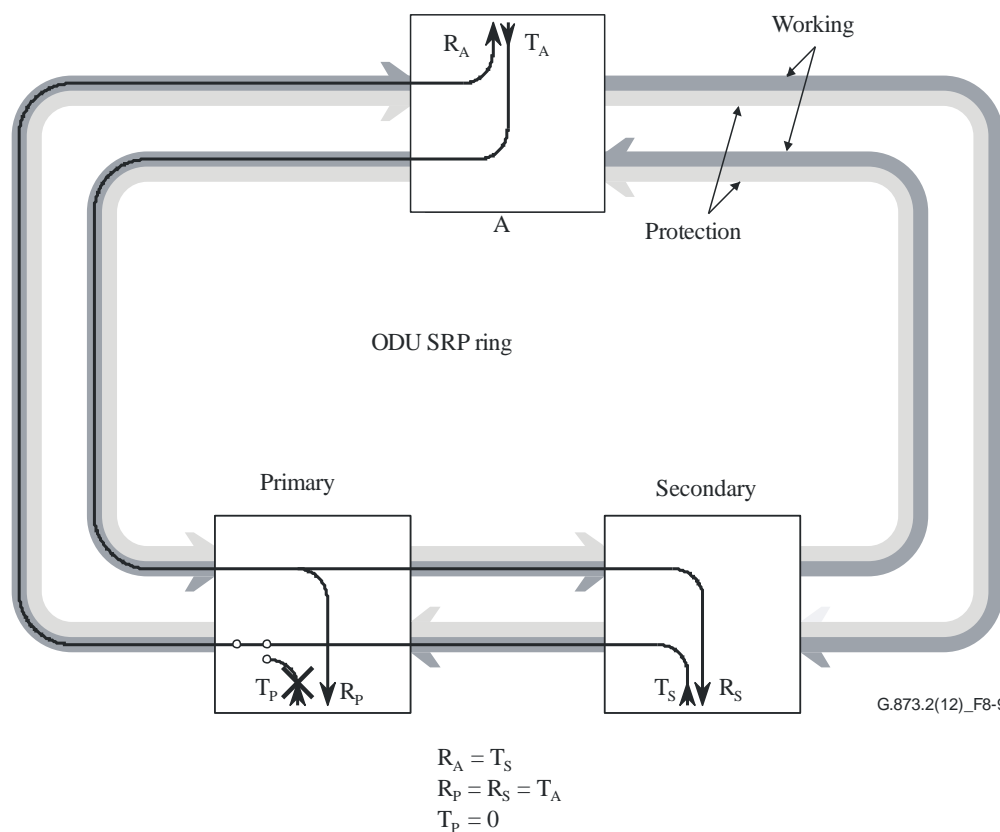 Working
R_A
T_A
A
Protection
ODU SRP ring
Primary
Secondary
T_P
R_P
T_S
R_S
G.873.2(12)_F8-9
R_A = T_S
R_P = R_S = T_A
T_P = 0